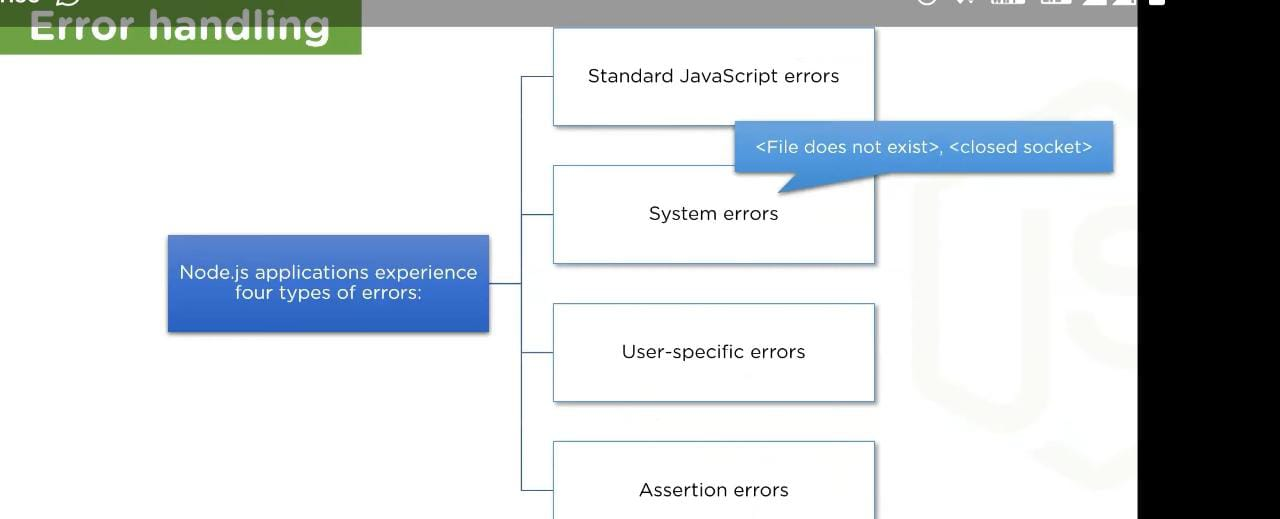 Error handling
Standard JavaScript errors
<File does not exist>, <closed socket>
System errors
Node.js applications experience
four types of errors:
User-specific errors
Assertion errors